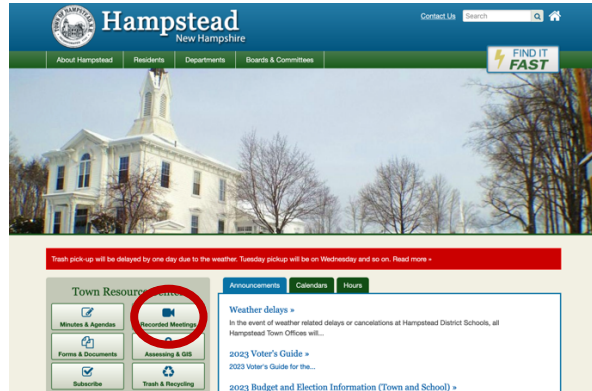 Hampstead
New Hampshire
Contact Us
Search
FIND IT
FAST
About Hampstead
Residents
Departments
Boards & Committees
Trash pick-up will be delayed by one day due to the weather. Tuesday pickup will be on Wednesday and so on. Read more »
Town
Announcements
Calendars
Hours
Minutes & Agendas
Recorded Meetings
Forms & Documents
Assessing & GIS
Subscribe
Trash & Recycling
Weather delays »
In the event of weather related delays or cancelations at Hampstead District Schools, all
Hampstead Town Offices will...
2023 Voter's Guide »
2023 Voter's Guide for the...
2023 Budget and Election Information (Town and School) »